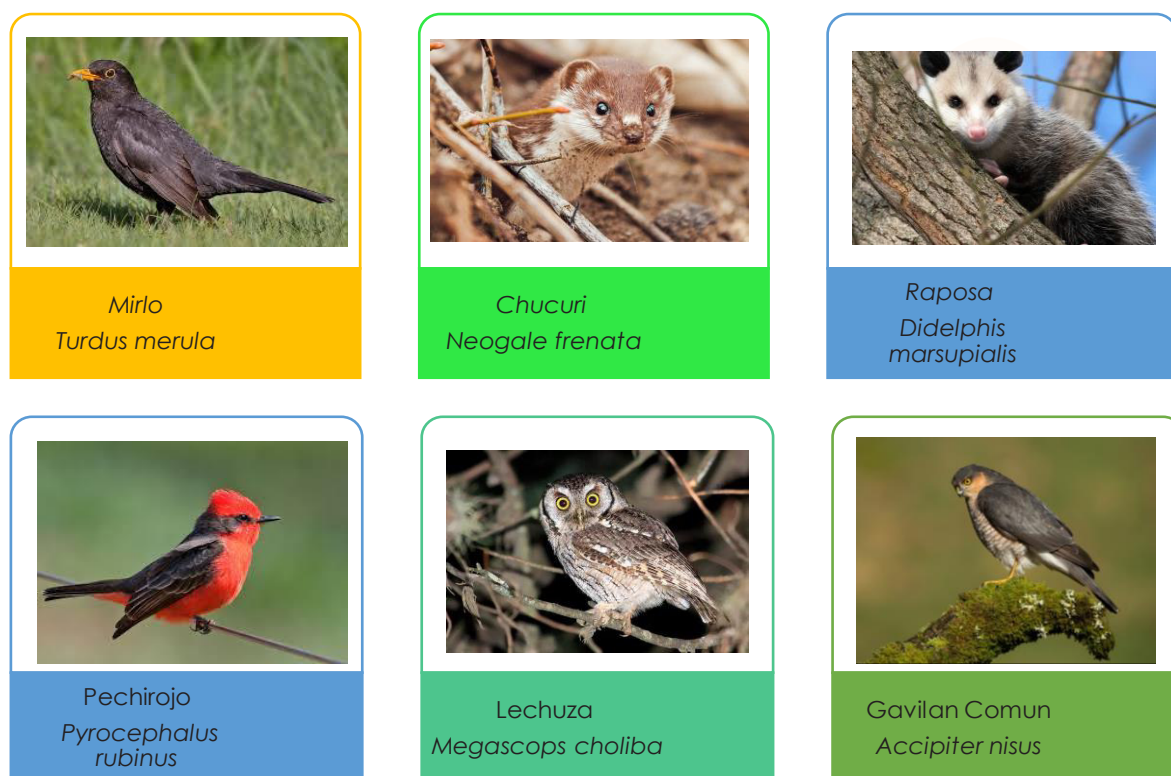 Mirlo
Turdus merula
Chucuri
Neogale frenata
Raposa
Didelphis
marsupialis
Pechirojo
Pyrocephalus
rubinus
Lechuza
Megascops choliba
Gavilan Comun
Accipiter nisus